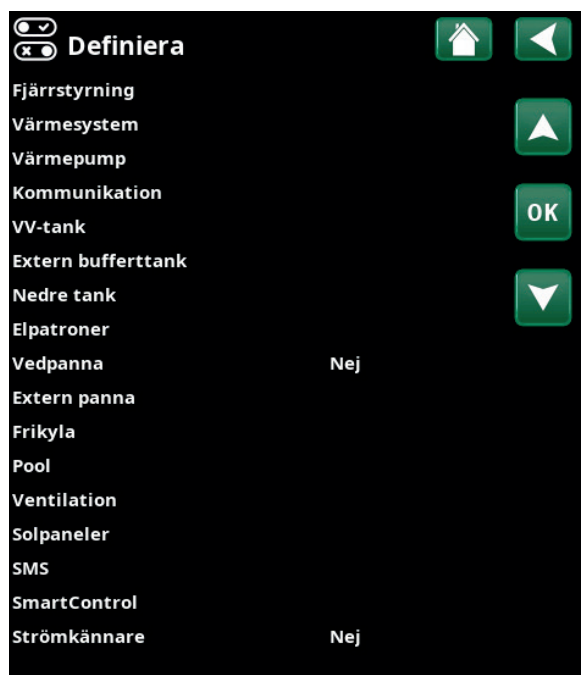 Definiera
Fjärrstyrning
Värmesystem
Värmepump
Kommunikation
OK
VV-tank
Extern bufferttank
Nedre tank
Elpatroner
Vedpanna Nej
Extern panna
Frikyla
Pool
Ventilation
Solpaneler
SMS
SmartControl
Strömkännare Nej